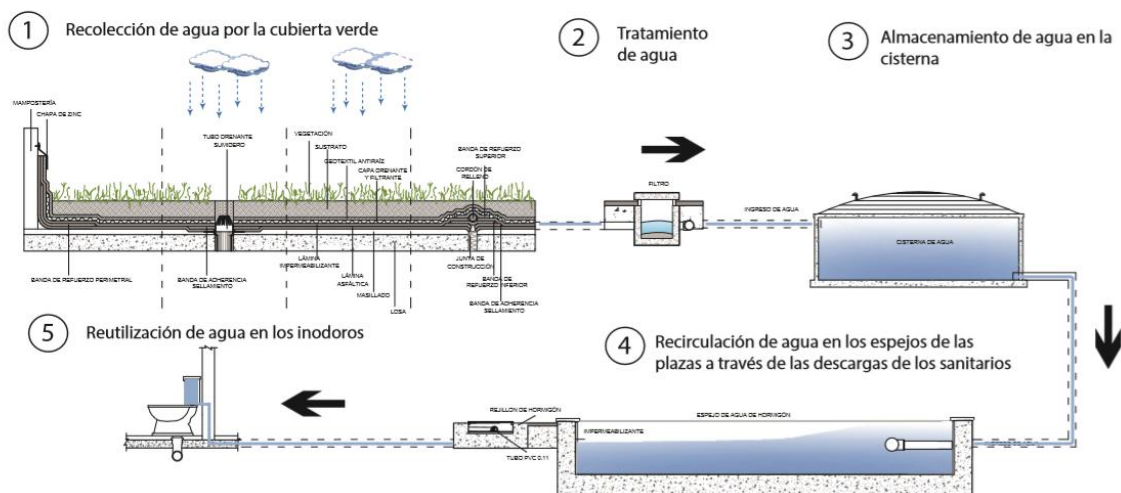 1
Recolección de agua por la cubierta verde
2
Tratamiento
de agua
3
Almacenamiento de agua en la
cisterna
MAMPOSTERÍA
CHAPA DE ZINC
TUBO DRENANTE
SUMIDERO
VEGETACIÓN
SUSTRATO
GEOTEXTIL ANTIRAÍZ
CAPA DRENANTE
Y FILTRANTE
BANDA DE REFUERZO
SUPERIOR
CORDÓN DE
RELLENO
FILTRO
INGRESO DE AGUA
CISTERNA DE AGUA
BANDA DE REFUERZO PERIMETRAL
BANDA DE ADHERENCIA
SELLAMIENTO
LÁMINA
IMPERMEABILIZANTE
LÁMINA
ASFÁLTICA
MASILLADO
LOSA
JUNTA DE
CONSTRUCCIÓN
BANDA DE
REFUERZO INFERIOR
BANDA DE ADHERENCIA
SELLAMIENTO
5
Reutilización de agua en los inodoros
4
Recirculación de agua en los espejos de las
plazas a través de las descargas de los sanitarios
REJILLON DE HORMIGÓN
TUBO PVC 0.11
ESPEJO DE AGUA DE HORMIGÓN
IMPERMEABILIZANTE